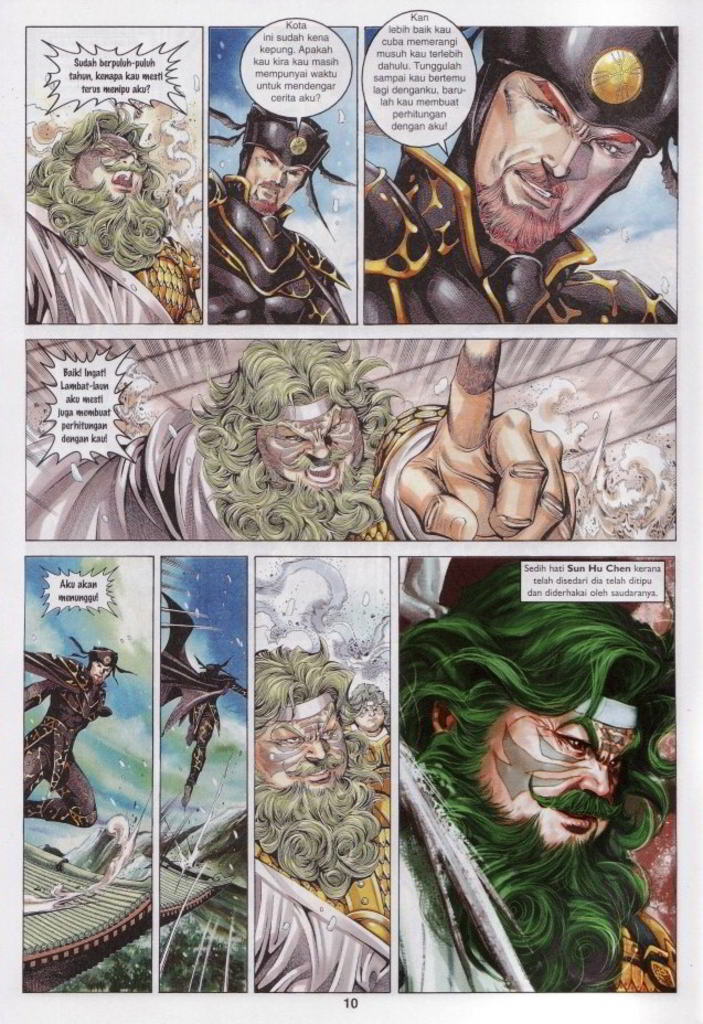 Sudah berpuluh-puluh
tahun, kenapa kau mesti
terus menipu aku?
Kota
ini sudah kena
kepung. Apakah
kau kira kau masih
mempunyai waktu
untuk mendengar
cerita?
Kan
lebih baik kau
cuba memerangi
musuh kau terlebih
dahulu. Tunggulah
sampai kau bertemu
lagi denganku, baru-
lah kau membuat
perhitungan
dengan aku!
Baik! Ingat!
Lambat-laun
aku mesti
juga membuat
perhitungan
dengan kau!
Aku akan
menunggu!
Sedih hati Sun Hu Chen kerana
telah disedari dia telah ditipu
dan diderhakai oleh saudaranya.
10